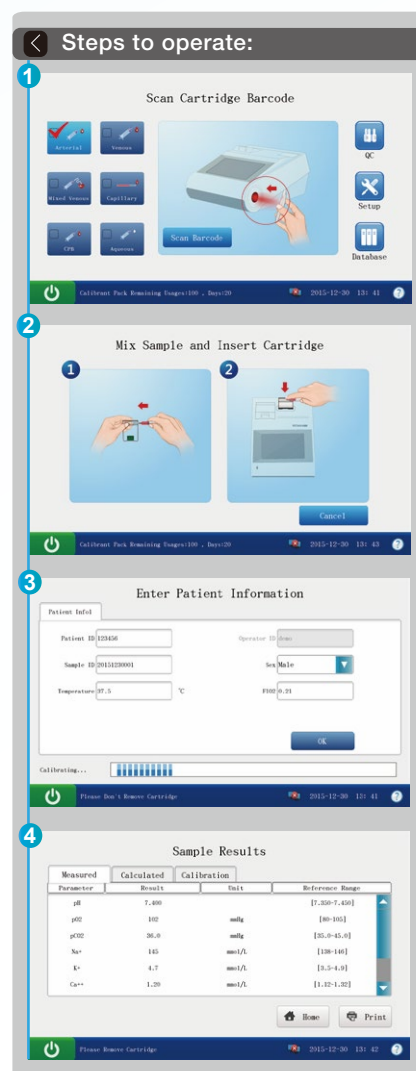 Steps to operate:
1
Scan Cartridge Barcode
Arterial
Venous
QC
Mixed Venous
Capillary
Setup
CPB
Aqueous
Scan Barcode
Database
Calibrant Pack Remaining Usages:100 , Days:20
2015-12-30 13: 41 ?
2
Mix Sample and Insert Cartridge
1
2
Cancel
Calibrant Pack Remaining Usages:100 , Days:20
2015-12-30 13: 43 ?
3
Enter Patient Information
Patient Info1
Patient ID 123456
Operator ID demo
Sample ID 20151230001
Sex Male
Temperature 37.5 ℃
FIO2 0.21
OK
Calibrating...
Please Don't Remove Cartridge
2015-12-30 13: 41 ?
4
Sample Results
Measured Calculated Calibration
Parameter Result Unit Reference Range
pH 7.400 [7.350-7.450]
pO2 102 mmHg [80-105]
pCO2 36.0 mmHg [35.0-45.0]
Na+ 145 mmol/L [138-146]
K+ 4.7 mmol/L [3.5-4.9]
Ca++ 1.20 mmol/L [1.12-1.32]
Home
Print
Please Remove Cartridge
2015-12-30 13: 42 ?